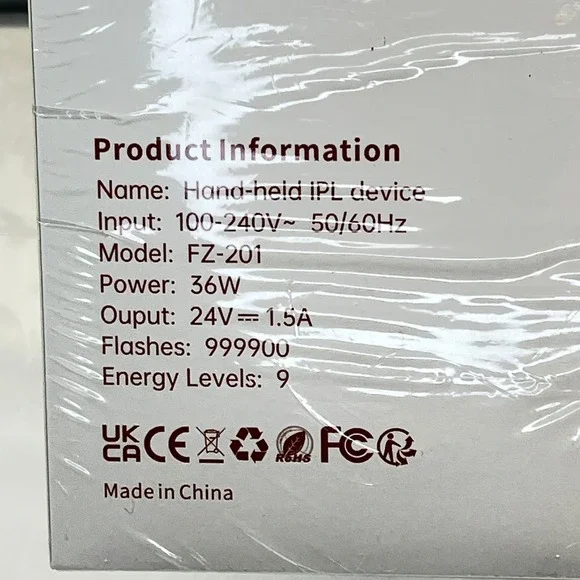 Product Information
Name: Hand-held IPL device
Input: 100-240V~ 50/60Hz
Model: FZ-201
Power: 36W
Ouput: 24V⎓1.5A
Flashes: 999900
Energy Levels: 9
UK CA CE RoHS FC
Made in China